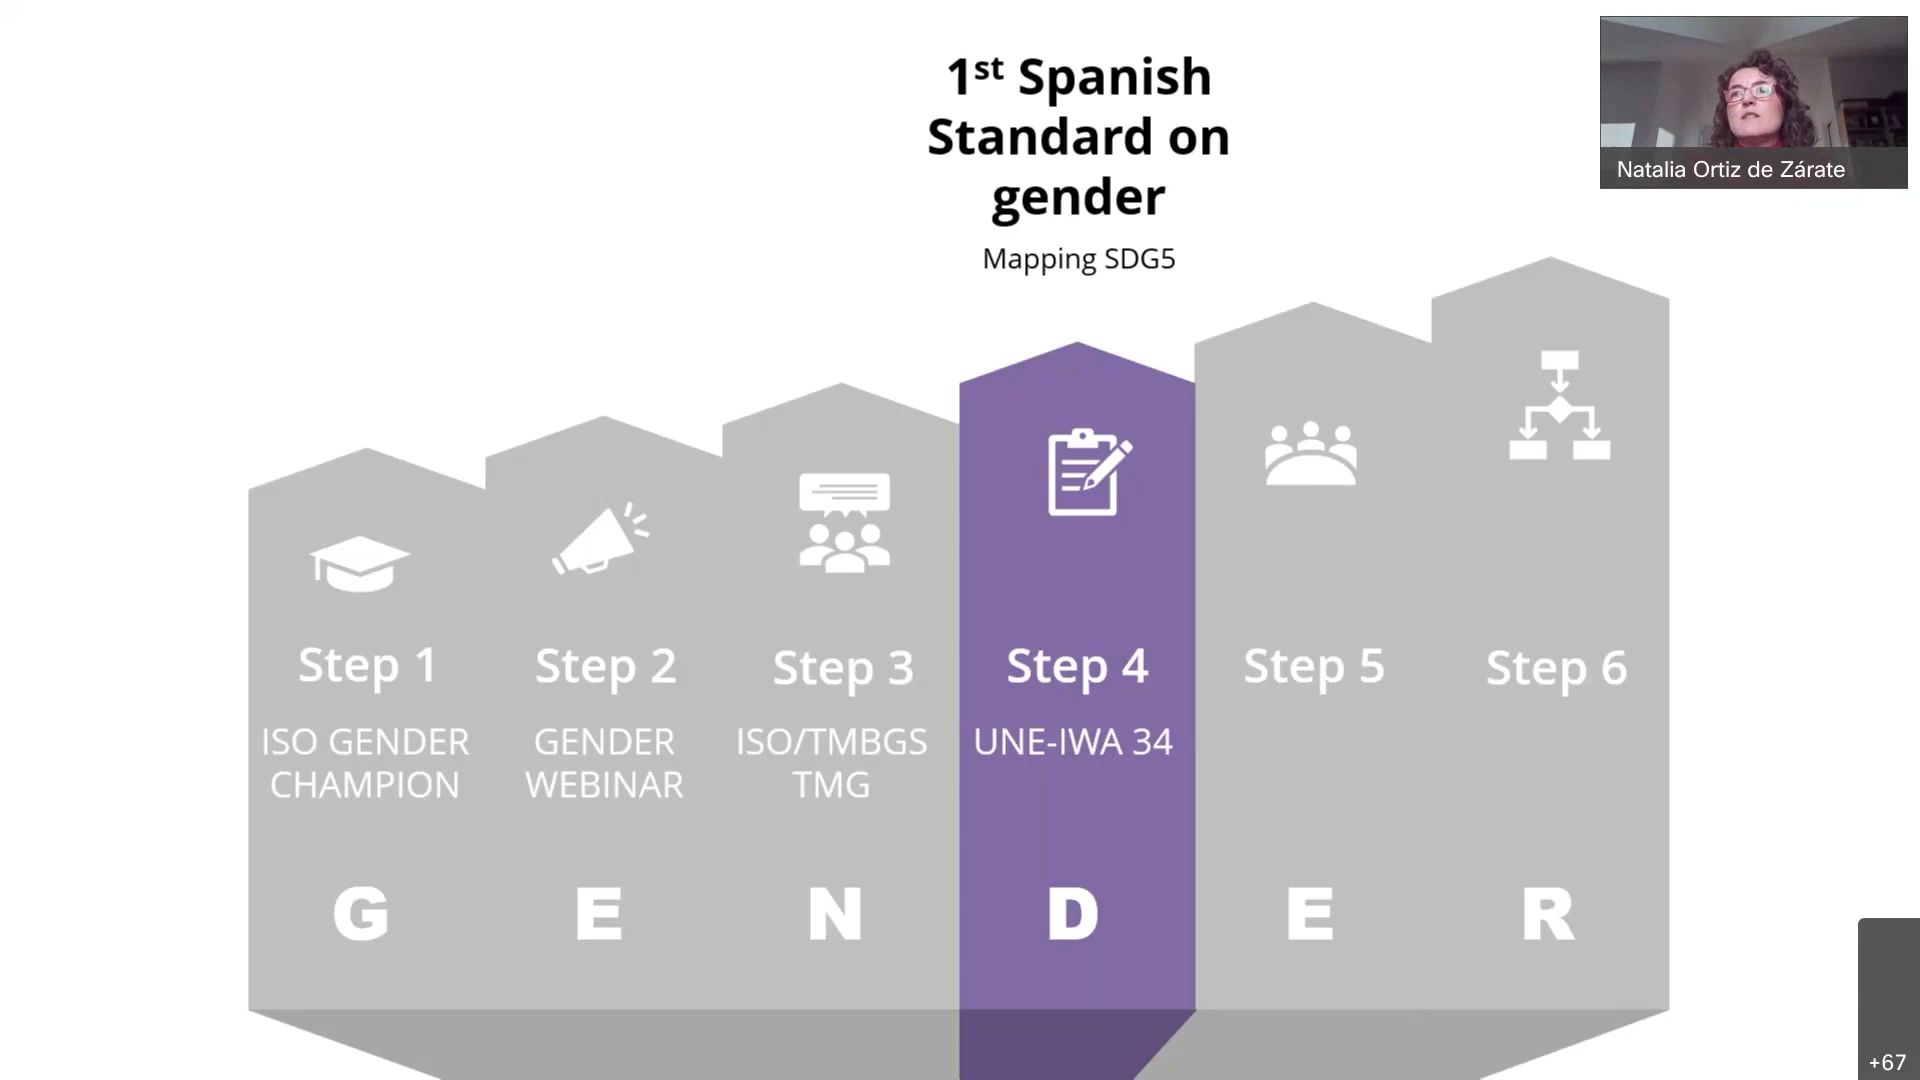 1st Spanish
Standard on
gender
Mapping SDG5
Natalia Ortiz de Zárate
Step 1
ISO GENDER
CHAMPION
G
Step 2
GENDER
WEBINAR
E
Step 3
ISO/TMBGS
TMG
N
Step 4
UNE-IWA 34
D
Step 5
E
Step 6
R
+67